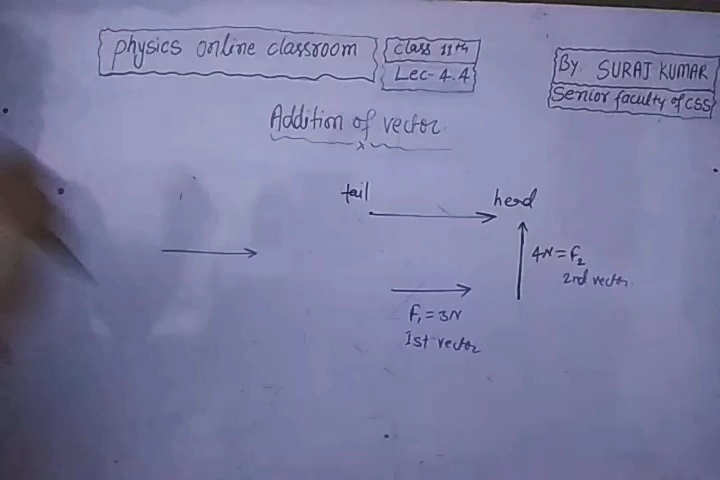 physics online classroom
class 11th
Lec-4.4
By SURAJ KUMAR
Senior faculty of CSS
Addition of vector
tail
head
4N = F₂
2nd vector
F₁ = 3N
Ist vector